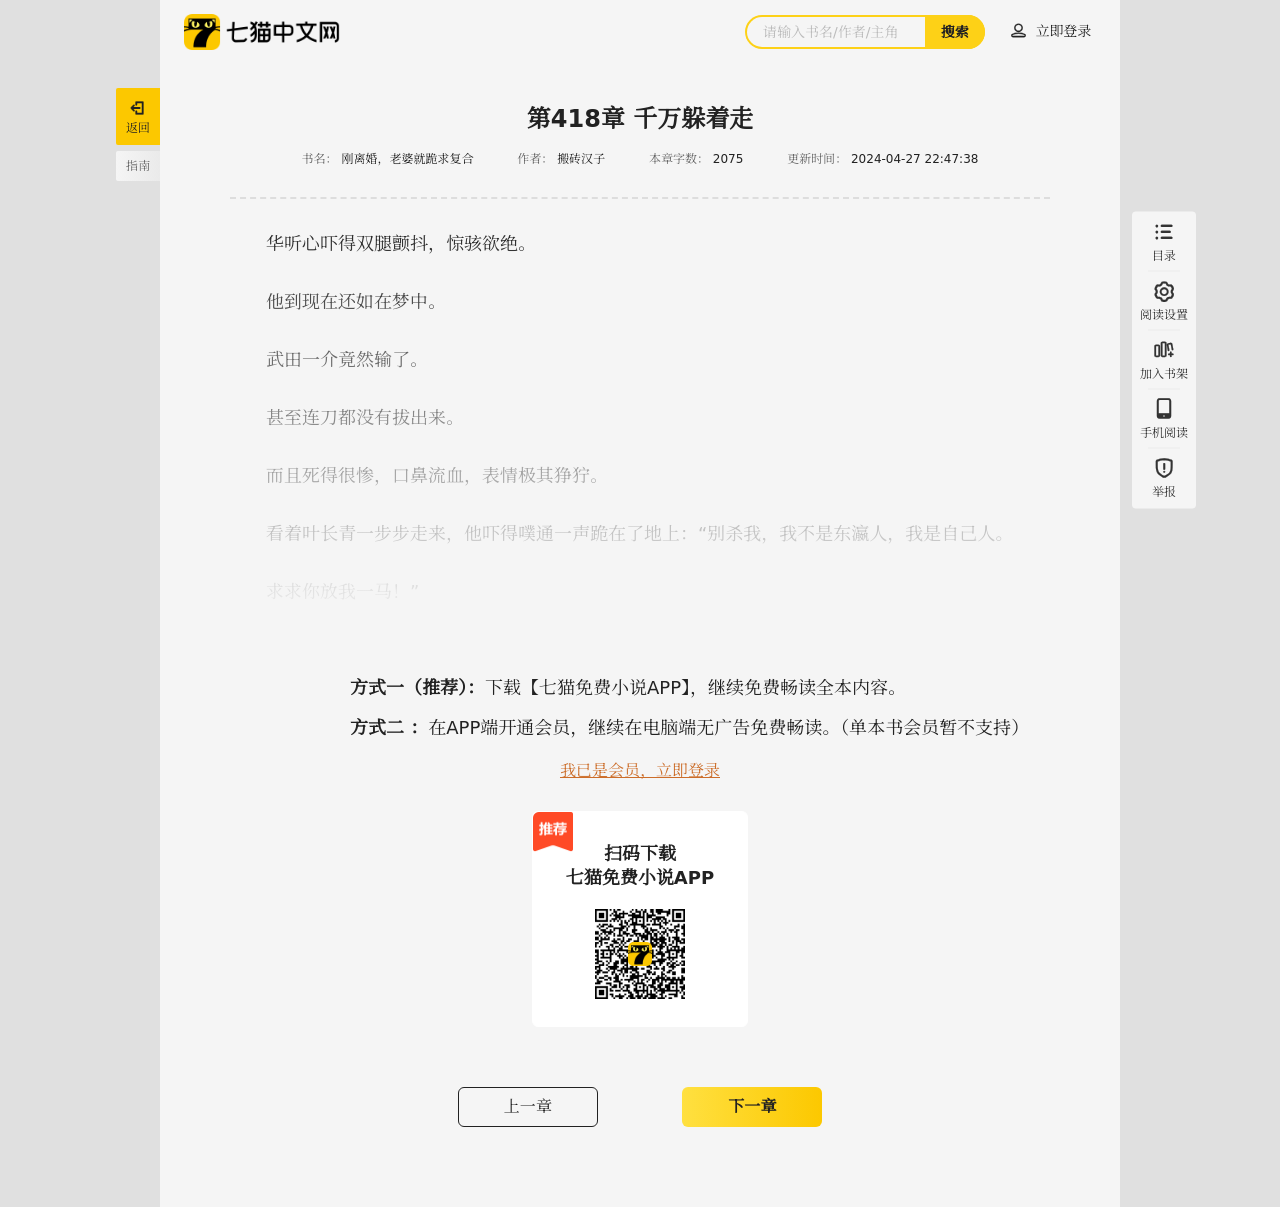 七猫中文网
请输入书名/作者/主角
搜索
立即登录
返回
指南
第418章 千万躲着走
书名： 刚离婚，老婆就跪求复合 作者： 搬砖汉子 本章字数： 2075 更新时间： 2024-04-27 22:47:38
华听心吓得双腿颤抖，惊骇欲绝。
他到现在还如在梦中。
武田一介竟然输了。
甚至连刀都没有拔出来。
而且死得很惨，口鼻流血，表情极其狰狞。
看着叶长青一步步走来，他吓得噗通一声跪在了地上：“别杀我，我不是东瀛人，我是自己人。
求求你放我一马！”
目录
阅读设置
加入书架
手机阅读
举报
方式一（推荐）： 下载【七猫免费小说APP】，继续免费畅读全本内容。
方式二 ： 在APP端开通会员，继续在电脑端无广告免费畅读。（单本书会员暂不支持）
我已是会员，立即登录
推荐
扫码下载
七猫免费小说APP
上一章
下一章